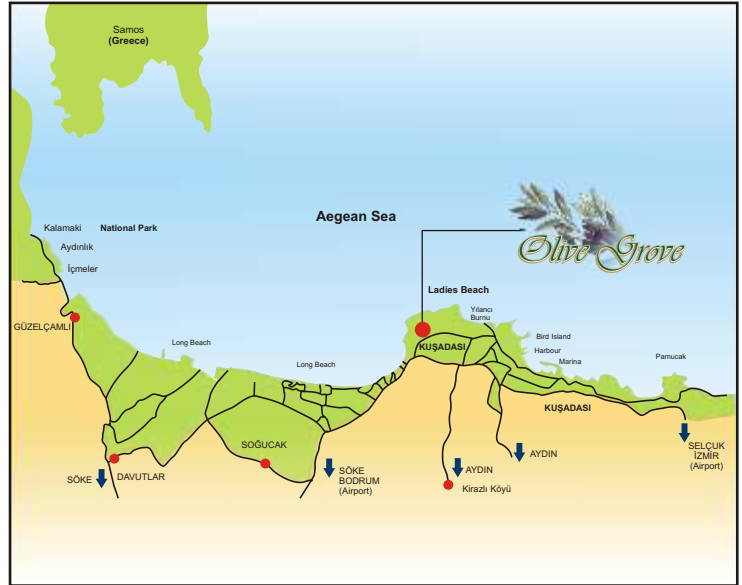 Samos
(Greece)
Aegean Sea
Olive Grove
Kalamaki
National Park
Aydınlık
İçmeler
Ladies Beach
Yılancı
Burnu
GÜZELÇAMLI
Bird Island
KUŞADASI
Harbour
Long Beach
Marina
Pamucak
Long Beach
KUŞADASI
SOĞUCAK
SELÇUK
İZMİR
(Airport)
AYDIN
SÖKE
DAVUTLAR
SÖKE
BODRUM
(Airport)
AYDIN
Kirazlı Köyü